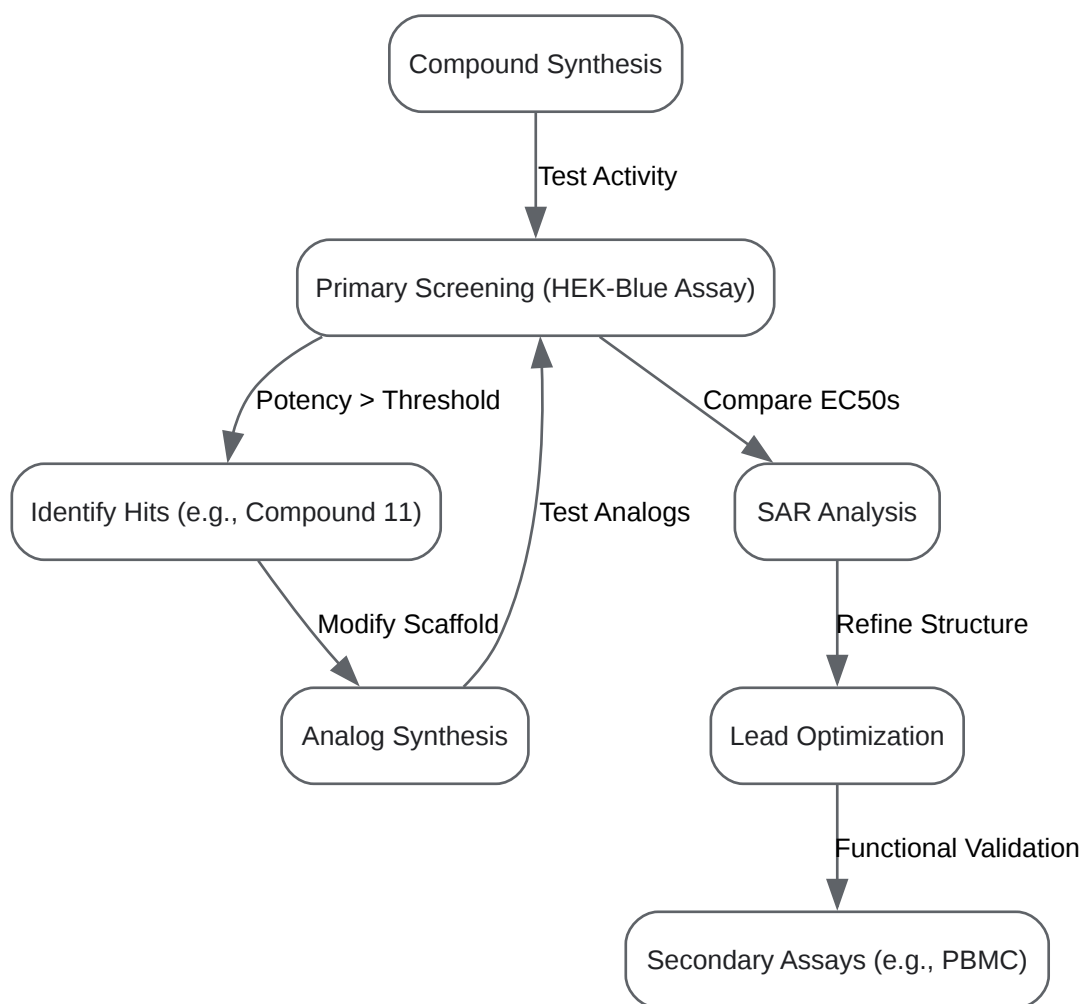 Compound Synthesis
Test Activity
Primary Screening (HEK-Blue Assay)
Potency > Threshold
Compare EC50s
Identify Hits (e.g., Compound 11)
Test Analogs
SAR Analysis
Modify Scaffold
Refine Structure
Analog Synthesis
Lead Optimization
Functional Validation
Secondary Assays (e.g., PBMC)